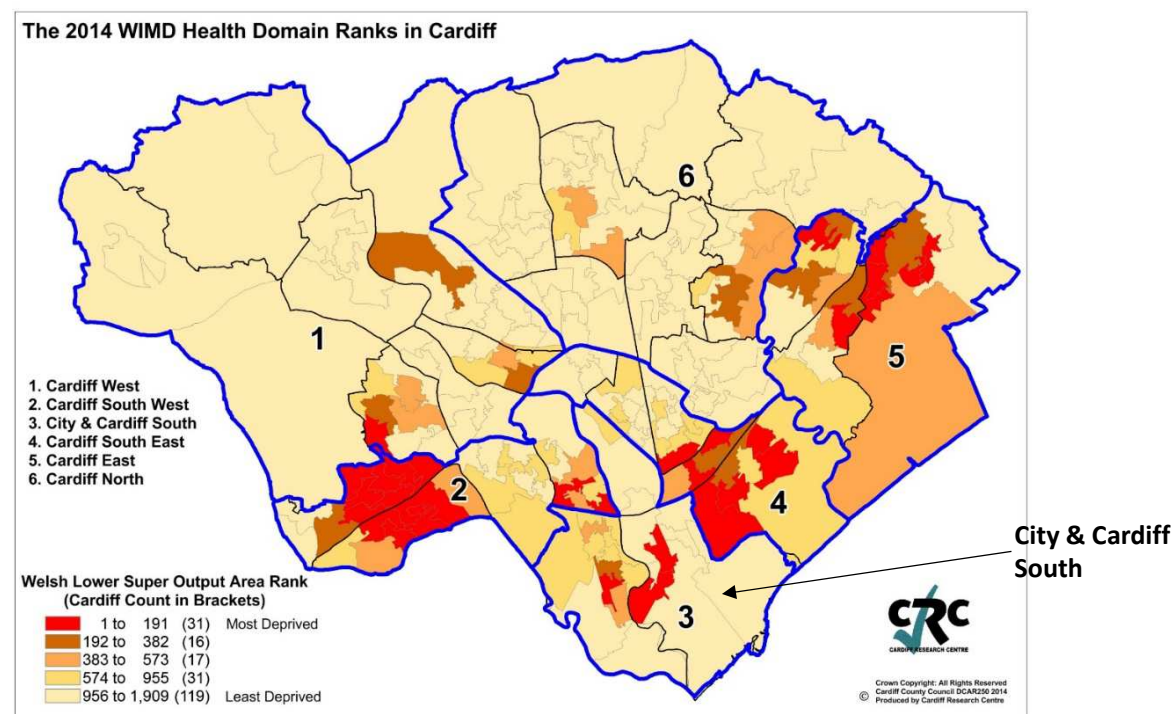 The 2014 WIMD Health Domain Ranks in Cardiff
6
1
5
1. Cardiff West
2. Cardiff South West
3. City & Cardiff South
4. Cardiff South East
5. Cardiff East
6. Cardiff North
2
4
City & Cardiff
South
3
Welsh Lower Super Output Area Rank
(Cardiff Count in Brackets)
1 to 191 (31) Most Deprived
192 to 382 (16)
383 to 573 (17)
574 to 955 (31)
956 to 1,909 (119) Least Deprived
CRC
CARDIFF RESEARCH CENTRE
Crown Copyright: All Rights Reserved
Cardiff County Council DCAR250 2014
© Produced by Cardiff Research Centre